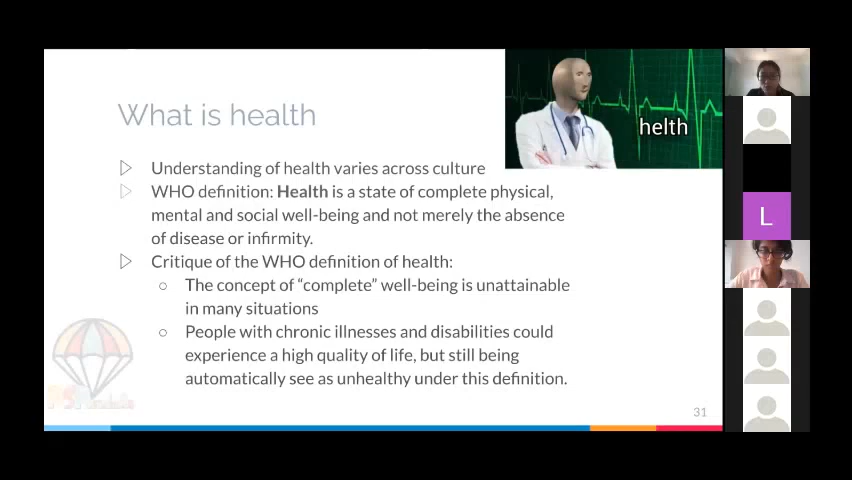 What is health
helth
Understanding of health varies across culture
WHO definition: Health is a state of complete physical,
mental and social well-being and not merely the absence
of disease or infirmity.
Critique of the WHO definition of health:
The concept of “complete” well-being is unattainable
in many situations
People with chronic illnesses and disabilities could
experience a high quality of life, but still being
automatically see as unhealthy under this definition.
31
L